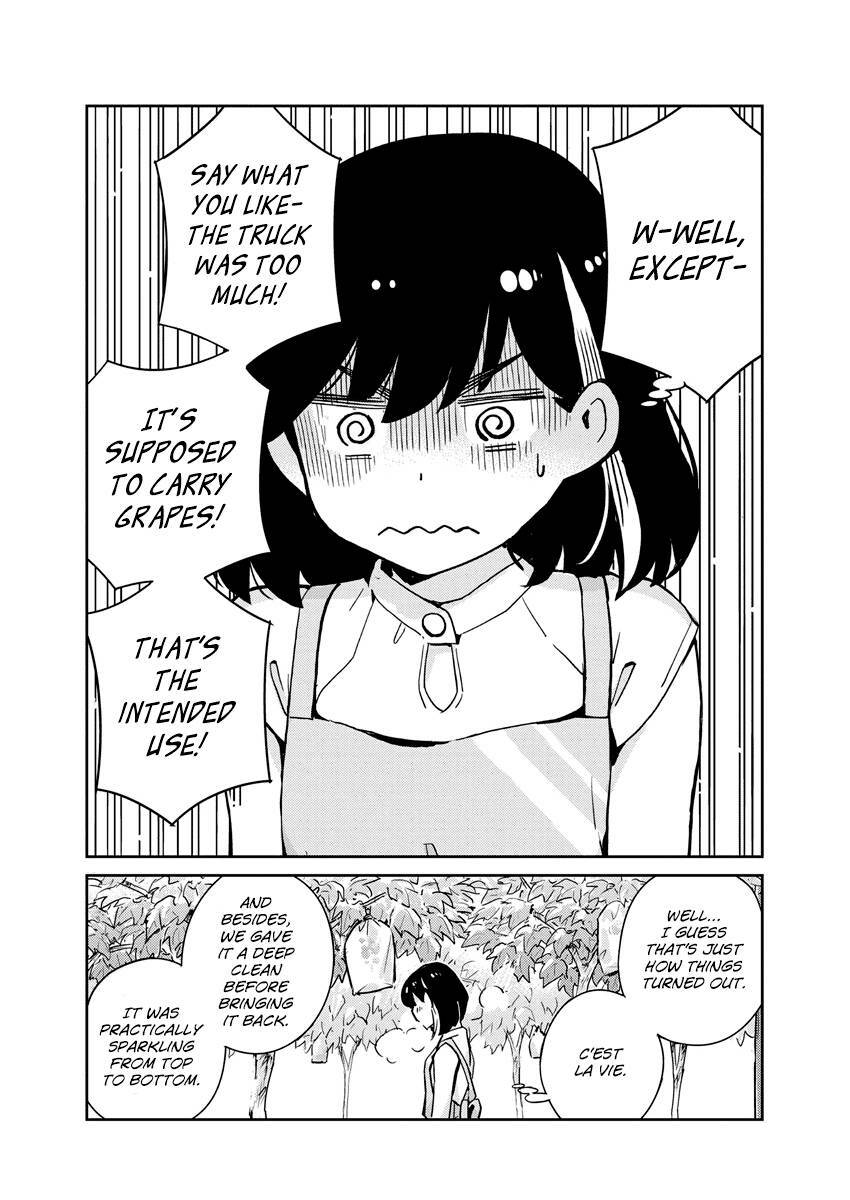 W-WELL,
EXCEPT-
SAY WHAT
YOU LIKE-
THE TRUCK
WAS TOO
MUCH!
IT'S
SUPPOSED
TO CARRY
GRAPES!
THAT'S
THE
INTENDED
USE!
WELL...
I GUESS
THAT'S JUST
HOW THINGS
TURNED OUT.
C'EST
LA VIE.
AND
BESIDES,
WE GAVE
IT A DEEP
CLEAN
BEFORE
BRINGING
IT BACK.
IT WAS
PRACTICALLY
SPARKLING
FROM TOP
TO BOTTOM.